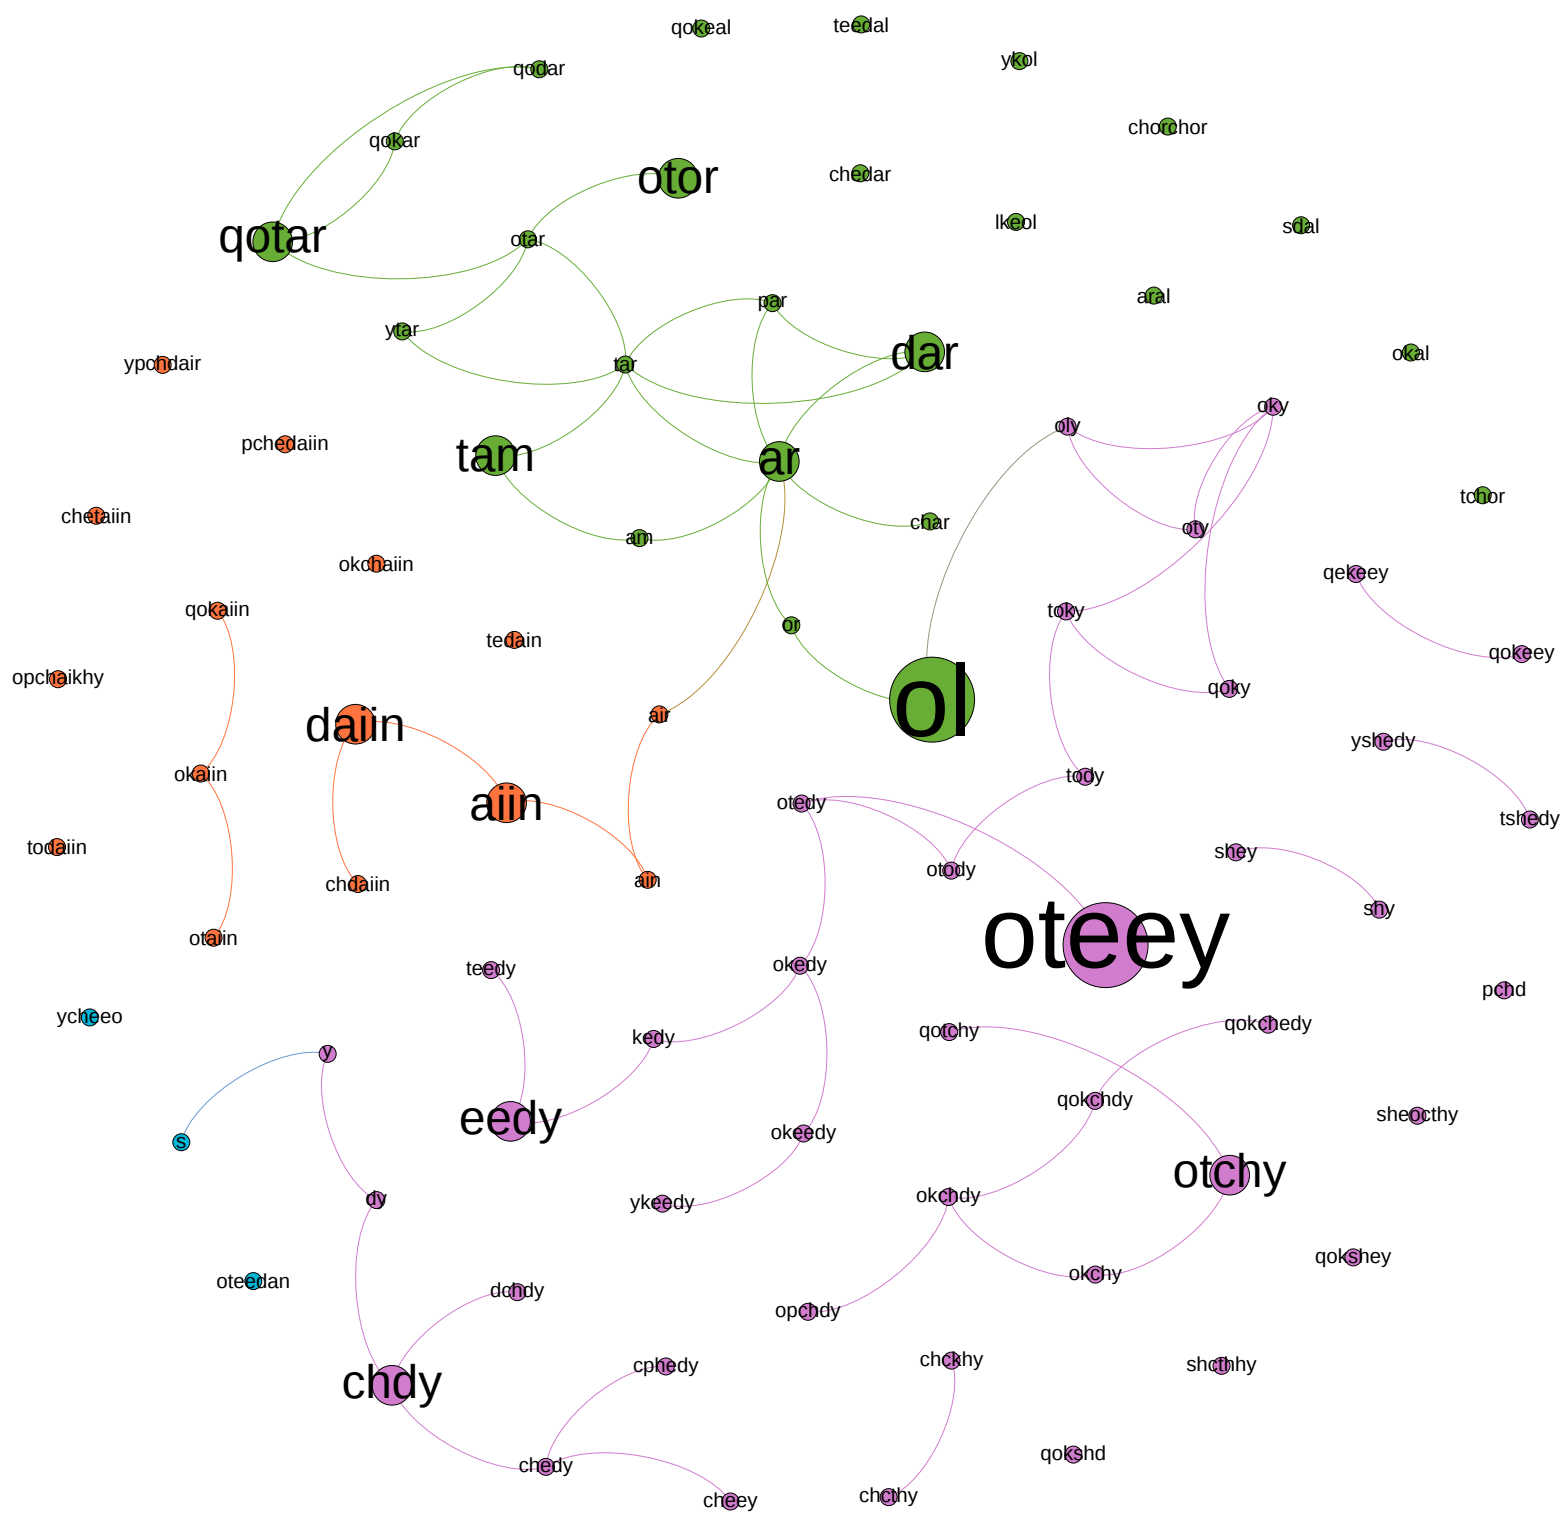 qokeal
teedal
ykol
qodar
chorchor
qokar
otor
chedar
lkeol
sdal
qotar
otar
aral
par
ytar
dar
okal
ypchdair
tar
oky
oly
pchedaiin
tam
ar
tchor
chetaiin
char
oty
am
okchaiin
qekeey
qokaiin
toky
or
tedain
qokeey
opchaikhy
qoky
ol
air
daiin
yshedy
okaiin
tody
aiin
otedy
tshedy
todaiin
shey
otody
chdaiin
ain
shy
otaiin
oteey
teedy
okedy
pchd
ycheeo
qotchy
qokchedy
kedy
y
qokchdy
eedy
sheocthy
okeedy
s
otchy
dy
ykeedy
okchdy
qokshey
okchy
oteedan
dchdy
opchdy
chckhy
shcthhy
cphedy
chdy
qokshd
chedy
chcthy
cheey